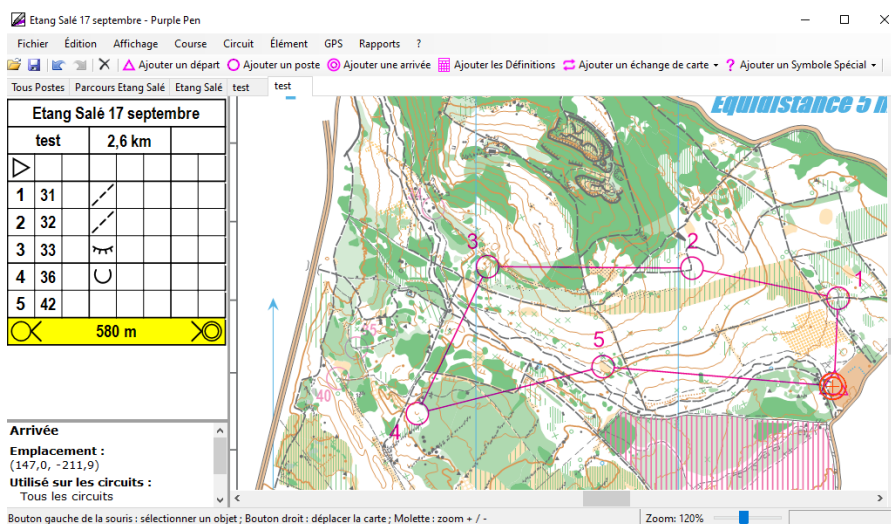 Etang Salé 17 septembre - Purple Pen
Fichier Édition Affichage Course Circuit Élément GPS Rapports ?
Ajouter un départ Ajouter un poste Ajouter une arrivée Ajouter les Définitions Ajouter un échange de carte ? Ajouter un Symbole Spécial
Tous Postes Parcours Etang Salé Etang Salé test test
Etang Salé 17 septembre
test 2,6 km
1 31
2 32
3 33
4 36
5 42
580 m
Equidistance 5 
3
2
1
5
4
35
40
Arrivée
Emplacement :
(147,0, -211,9)
Utilisé sur les circuits :
Tous les circuits
Bouton gauche de la souris : sélectionner un objet ; Bouton droit : déplacer la carte ; Molette : zoom + / -
Zoom: 120%